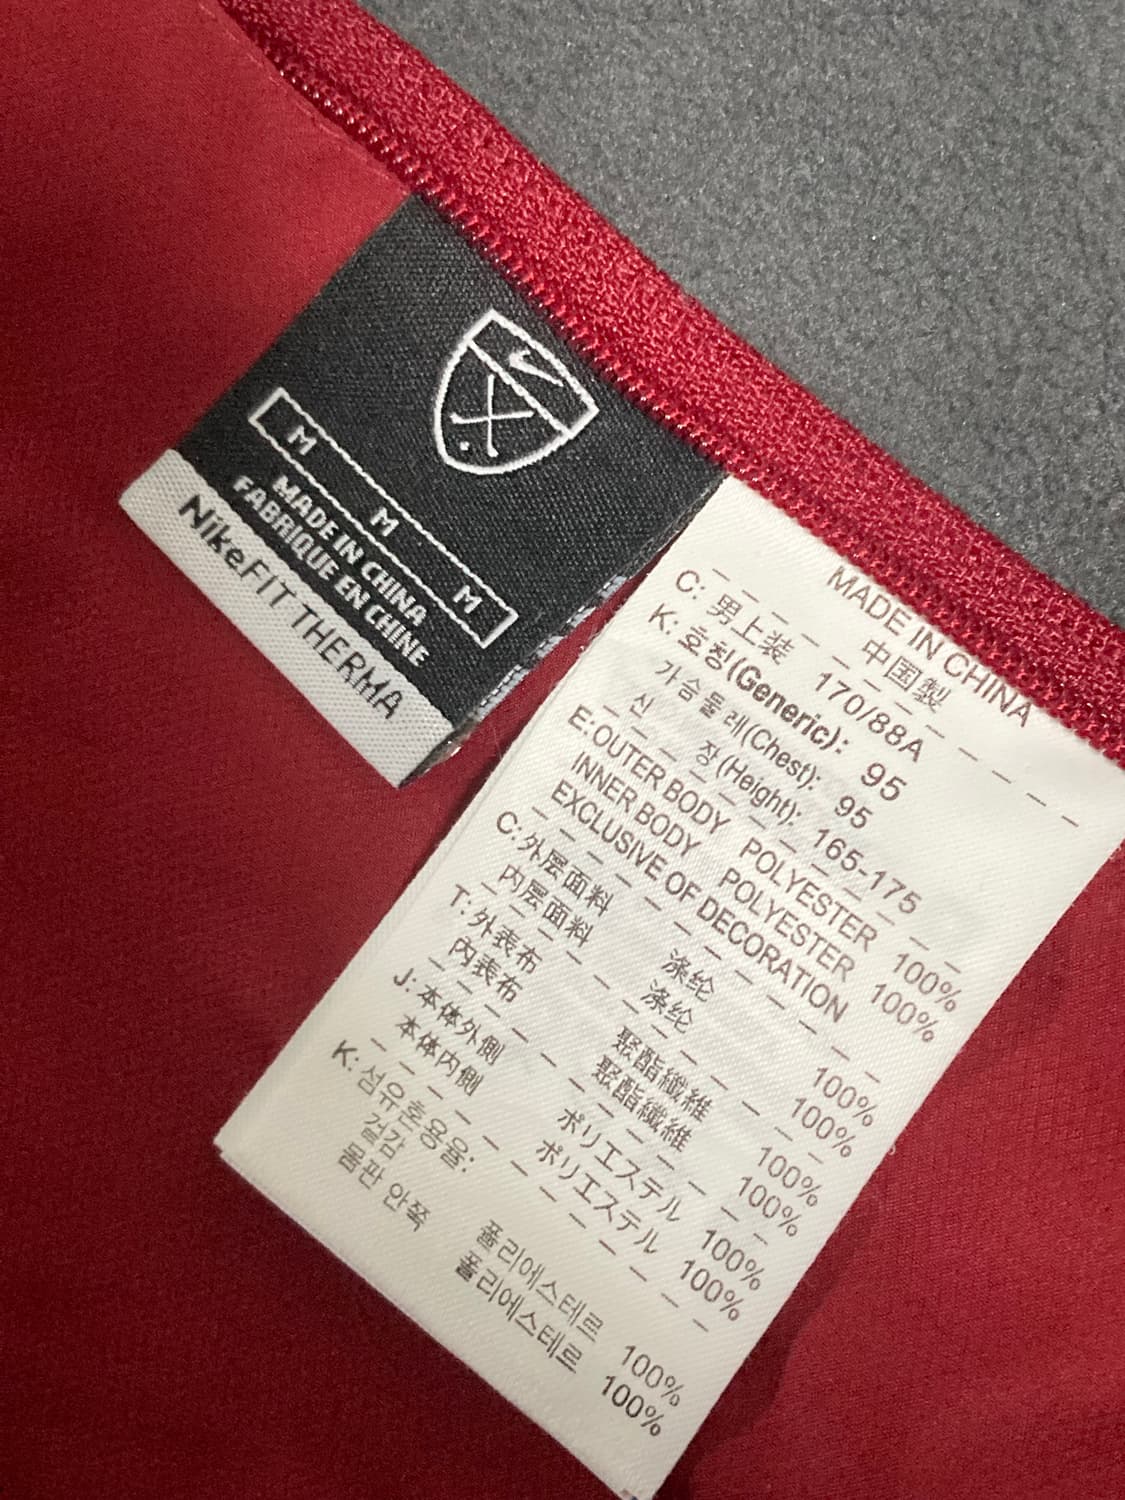 M M M
MADE IN CHINA
FABRIQUE EN CHINE
NikeFIT THERMA
MADE IN CHINA
中国製
C: 男上装 170/88A
K: 호칭(Generic): 95
가슴둘레(Chest): 95
신 장(Height): 165-175
E: OUTER BODY POLYESTER 100%
INNER BODY POLYESTER 100%
EXCLUSIVE OF DECORATION
C: 外层面料 涤纶 100%
内层面料 涤纶 100%
T: 外表布 聚酯纖維 100%
內表布 聚酯纖維 100%
J: 本体外側 ポリエステル 100%
本体内側 ポリエステル 100%
K: 섬유혼용율:
겉감 폴리에스테르 100%
몸판 안쪽 폴리에스테르 100%